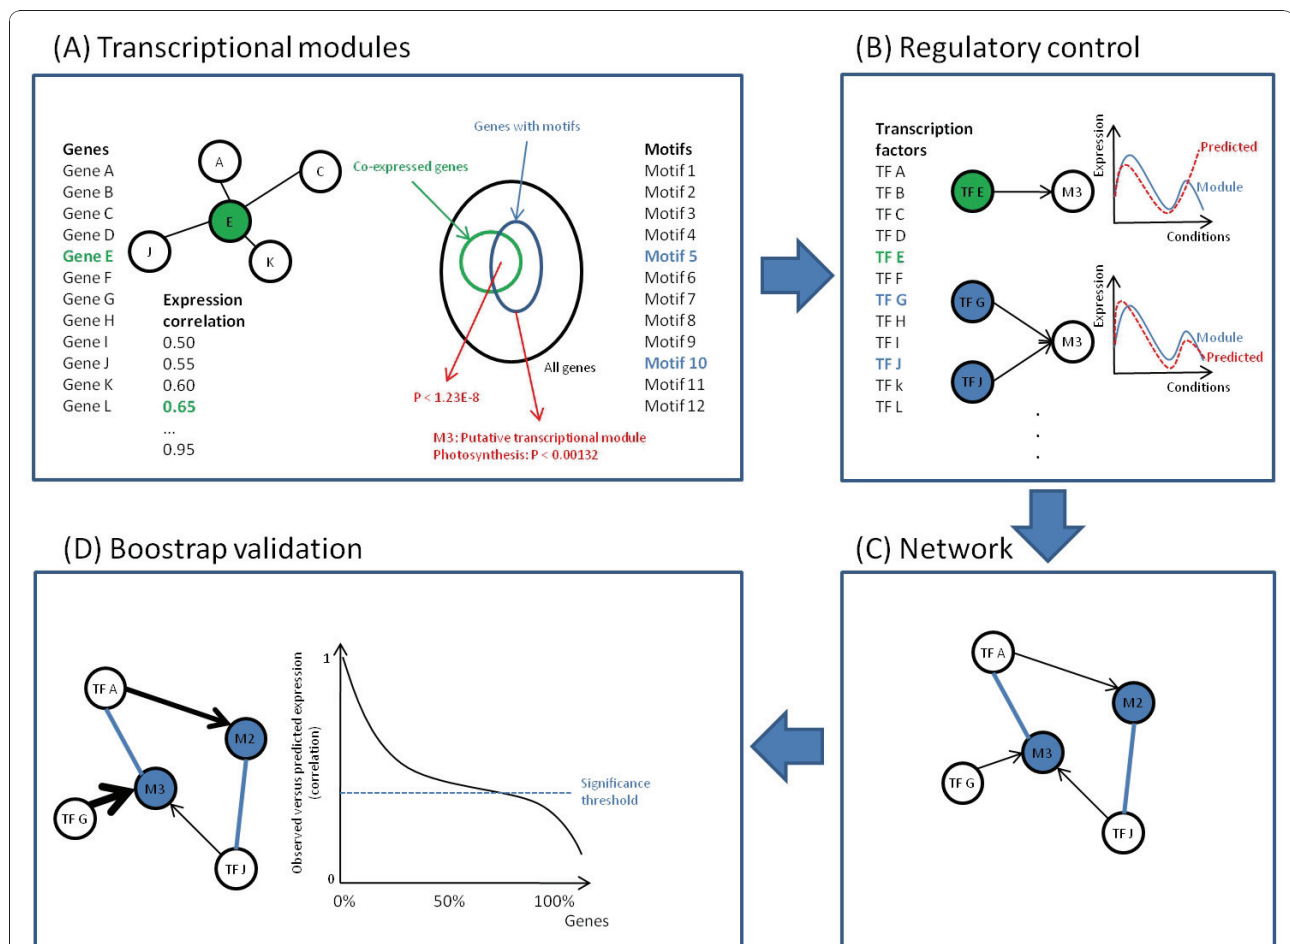 (A) Transcriptional modules
Genes
Gene A
Gene B
Gene C
Gene D
Gene E
Gene F
Gene G
Gene H
Gene I
Gene J
Gene K
Gene L
A
C
E
J
K
Expression
correlation
0.50
0.55
0.60
0.65
...
0.95
Genes with motifs
Co-expressed genes
All genes
P < 1.23E-8
M3: Putative transcriptional module
Photosynthesis: P < 0.00132
Motifs
Motif 1
Motif 2
Motif 3
Motif 4
Motif 5
Motif 6
Motif 7
Motif 8
Motif 9
Motif 10
Motif 11
Motif 12
(B) Regulatory control
Transcription
factors
TF A
TF B
TF C
TF D
TF E
TF F
TF G
TF H
TF I
TF J
TF k
TF L
TF E
M3
Expression
Predicted
Module
Conditions
TF G
M3
TF J
Expression
Module
Predicted
Conditions
.
.
.
(D) Boostrap validation
TF A
M2
M3
TF G
TF J
Observed versus predicted expression
(correlation)
1
0
Significance
threshold
0%
50%
100%
Genes
(C) Network
TF A
M2
M3
TF G
TF J